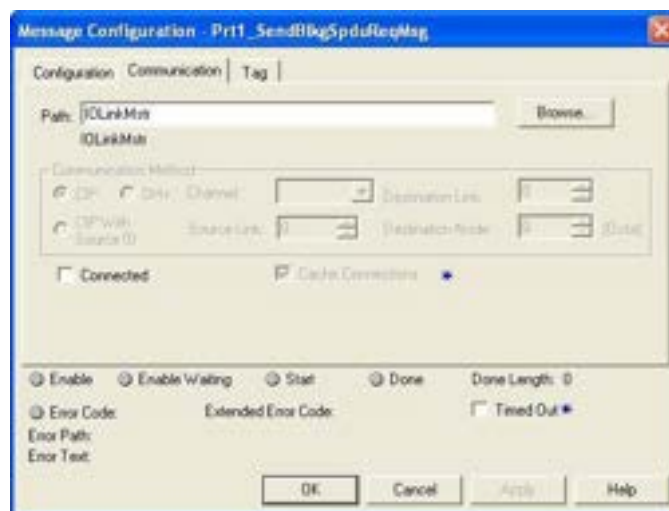 Message Configuration - Prt1_SendBlkgSpduReqMsg
Configuration Communication Tag
Path: IOLinkMstr Browse...
IOLinkMstr
Communication Method
CIP DH+ Channel: Destination Link: 0
CIP With Source ID Source Link: 0 Destination Node: 0 (Octal)
Connected Cache Connections
Enable Enable Waiting Start Done Done Length: 0
Error Code: Extended Error Code: Timed Out
Error Path:
Error Text:
OK Cancel Apply Help